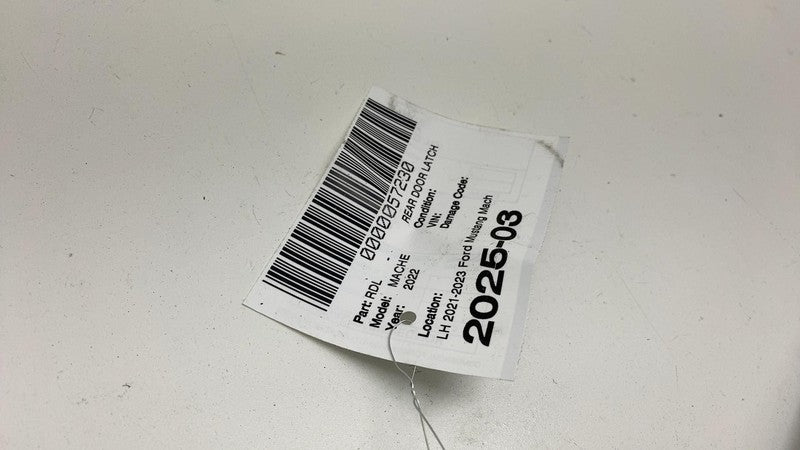 0000057230
Part: RDL - REAR DOOR LATCH
Model: MACHE Condition:
Year: 2022 VIN:
Damage Code:
Location:
LH 2021-2023 Ford Mustang Mach
2025-03